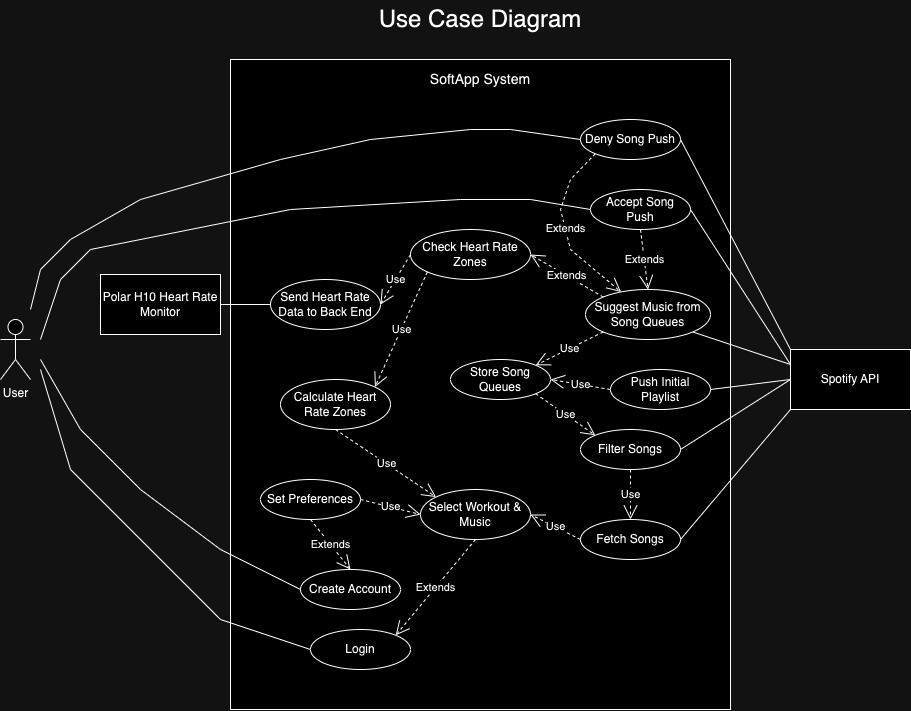 Use Case Diagram
SoftApp System
Deny Song Push
Accept Song
Push
Extends
Check Heart Rate
Zones
Extends
Extends
Use
Polar H10 Heart Rate
Monitor
Send Heart Rate
Data to Back End
Suggest Music from
Song Queues
Use
Use
User
Store Song
Queues
Use
Push Initial
Playlist
Spotify API
Calculate Heart
Rate Zones
Use
Filter Songs
Use
Use
Set Preferences
Use
Select Workout &
Music
Use
Fetch Songs
Extends
Create Account
Extends
Login